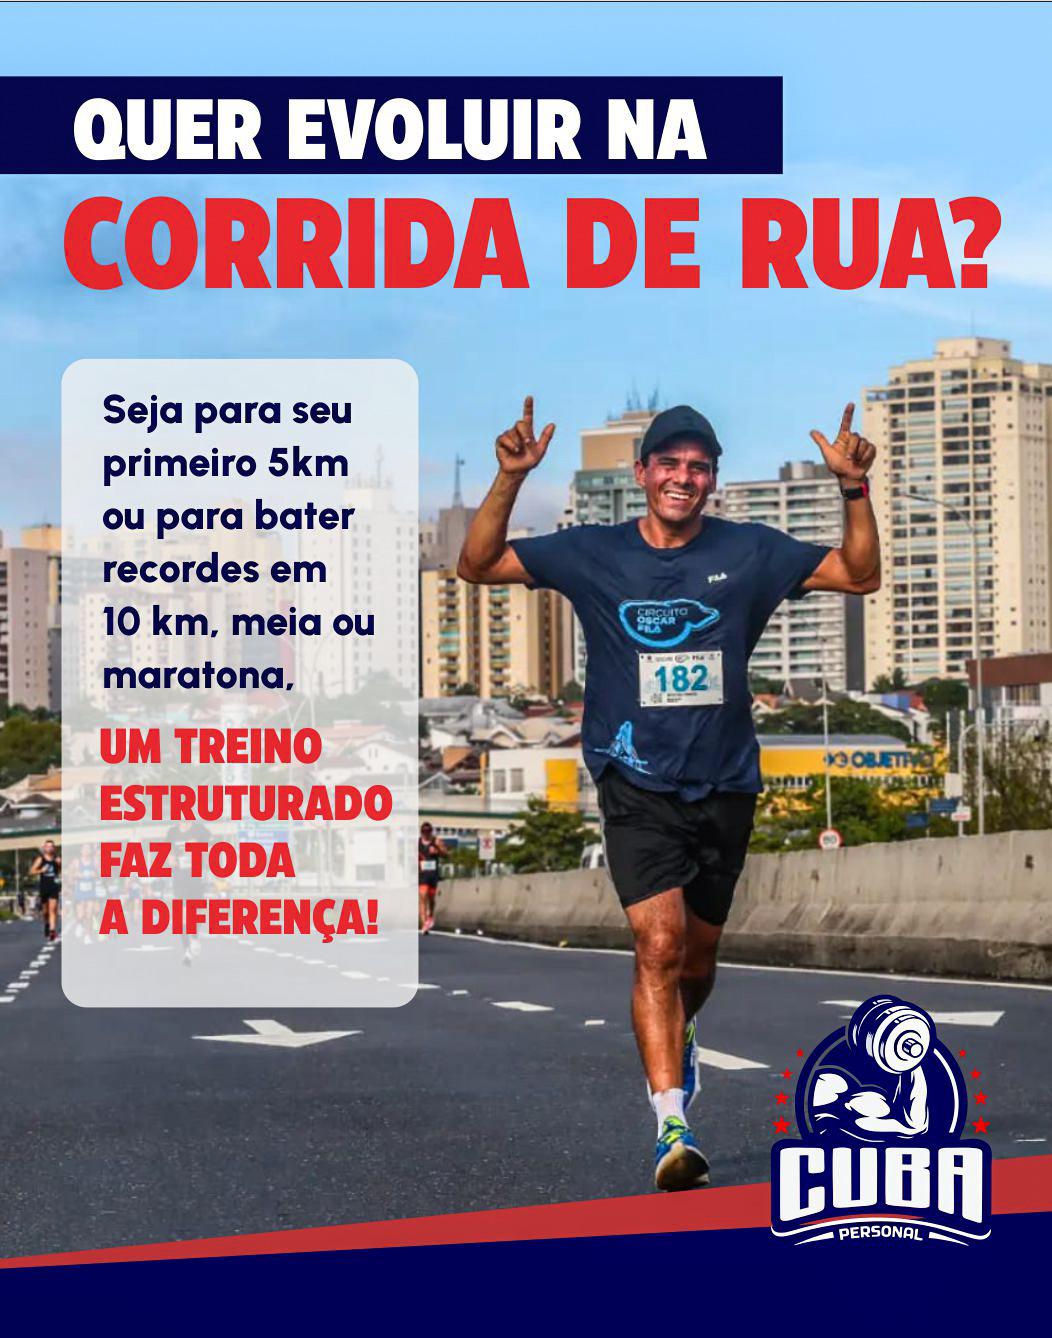 QUER EVOLUIR NA
CORRIDA DE RUA?
Seja para seu
primeiro 5km
ou para bater
recordes em
10 km, meia ou
maratona,
UM TREINO
ESTRUTURADO
FAZ TODA
A DIFERENÇA!
FILA
CIRCUITO
OSCAR
FILA
182
OBJETIVO
80
CUBA
PERSONAL